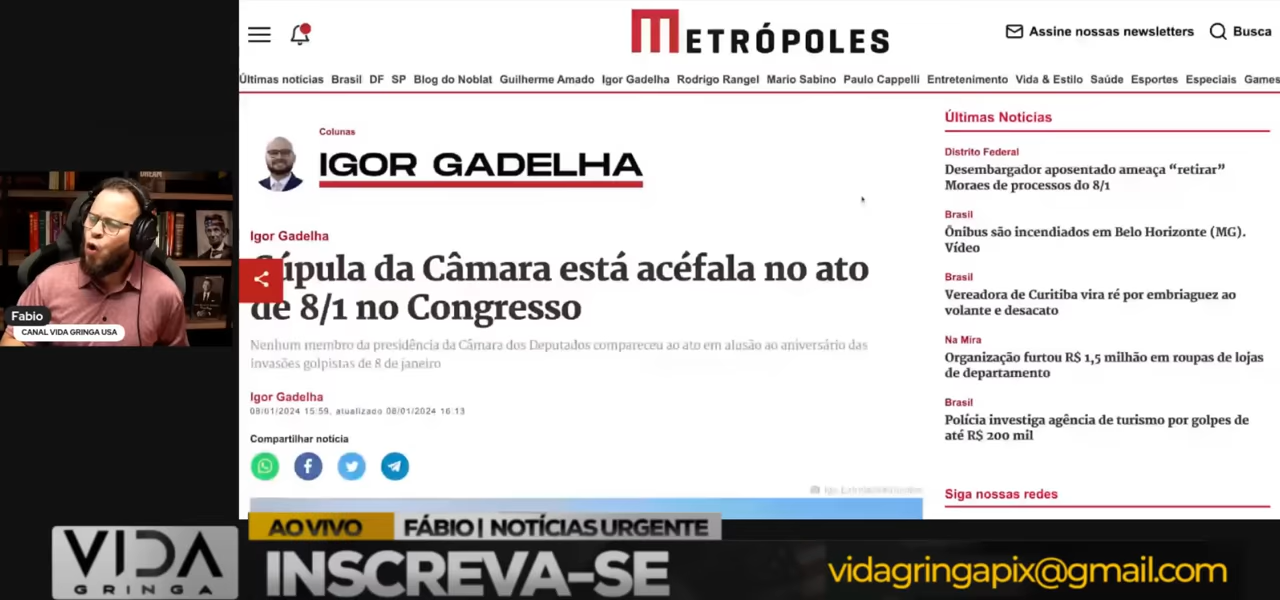 METRÓPOLES
Assine nossas newsletters
Busca
Últimas notícias Brasil DF SP Blog do Noblat Guilherme Amado Igor Gadelha Rodrigo Rangel Mario Sabino Paulo Cappelli Entretenimento Vida & Estilo Saúde Esportes Especiais Games
Colunas
IGOR GADELHA
Igor Gadelha
Cúpula da Câmara está acéfala no ato
de 8/1 no Congresso
Nenhum membro da presidência da Câmara dos Deputados compareceu ao ato em alusão ao aniversário das
invasões golpistas de 8 de janeiro
Igor Gadelha
08/01/2024 15:59, atualizado 08/01/2024 16:13
Compartilhar notícia
Últimas Notícias
Distrito Federal
Desembargador aposentado ameaça “retirar”
Moraes de processos do 8/1
Brasil
Ônibus são incendiados em Belo Horizonte (MG).
Vídeo
Brasil
Vereadora de Curitiba vira ré por embriaguez ao
volante e desacato
Na Mira
Organização furtou R$ 1,5 milhão em roupas de lojas
de departamento
Brasil
Polícia investiga agência de turismo por golpes de
até R$ 200 mil
Siga nossas redes
DREAM
Fabio
CANAL VIDA GRINGA USA
VIDA
GRINGA
AO VIVO
FÁBIO | NOTÍCIAS URGENTE
INSCREVA-SE
vidagringapix@gmail.com